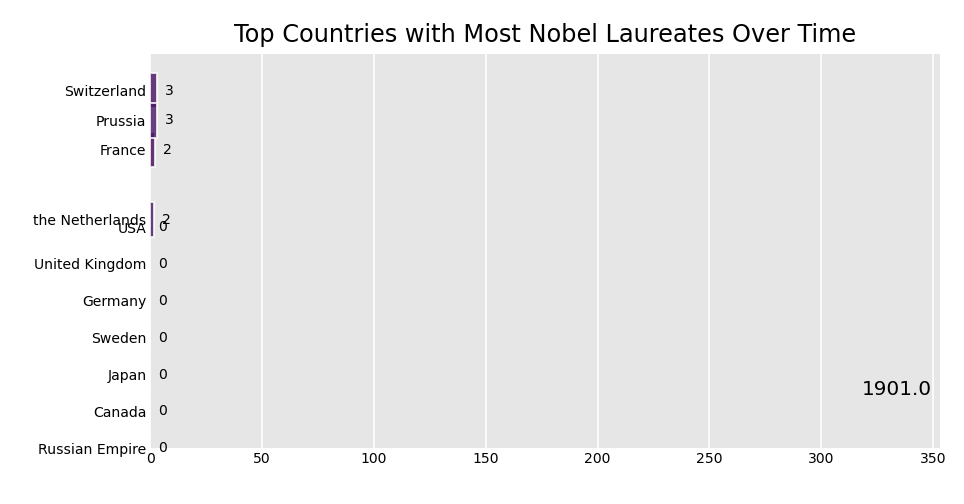 Top Countries with Most Nobel Laureates Over Time
Switzerland 3
Prussia 3
France 2
the Netherlands 2
USA 0
United Kingdom 0
Germany 0
Sweden 0
Japan 0
1901.0
Canada 0
Russian Empire 0
0 50 100 150 200 250 300 350